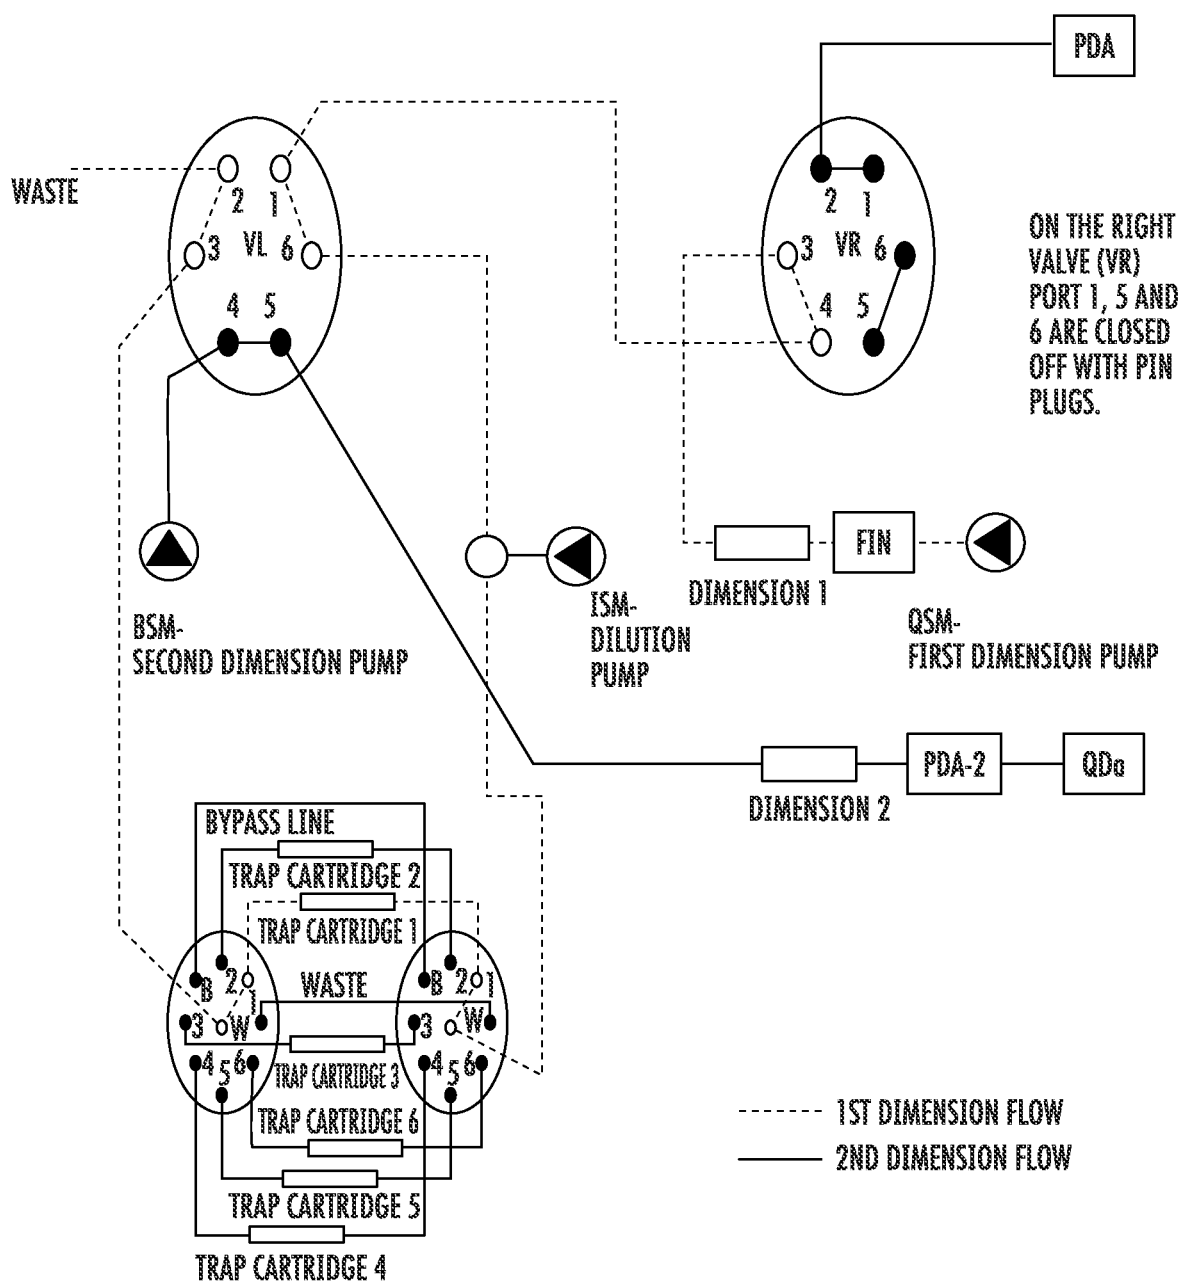 PDA
WASTE
2
1
3
VL
6
4
5
2
1
3
VR
6
4
5
ON THE RIGHT
VALVE (VR)
PORT 1, 5 AND
6 ARE CLOSED
OFF WITH PIN
PLUGS.
FIN
DIMENSION 1
BSM-
SECOND DIMENSION PUMP
ISM-
DILUTION
PUMP
QSM-
FIRST DIMENSION PUMP
PDA-2
QDa
DIMENSION 2
BYPASS LINE
TRAP CARTRIDGE 2
TRAP CARTRIDGE 1
WASTE
B
2
1
3
W
4
5
6
B
2
1
3
W
4
5
6
TRAP CARTRIDGE 3
TRAP CARTRIDGE 6
TRAP CARTRIDGE 5
TRAP CARTRIDGE 4
1ST DIMENSION FLOW
2ND DIMENSION FLOW